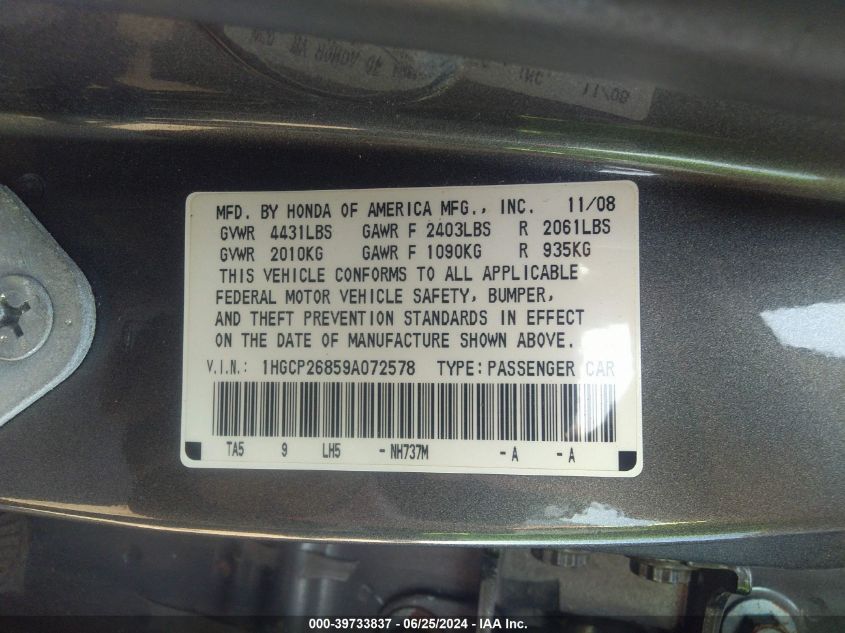 11/08
MFD. BY HONDA OF AMERICA MFG., INC. 11/08
GVWR 4431LBS GAWR F 2403LBS R 2061LBS
GVWR 2010KG GAWR F 1090KG R 935KG
THIS VEHICLE CONFORMS TO ALL APPLICABLE
FEDERAL MOTOR VEHICLE SAFETY, BUMPER,
AND THEFT PREVENTION STANDARDS IN EFFECT
ON THE DATE OF MANUFACTURE SHOWN ABOVE.
V.I.N.: 1HGCP26859A072578 TYPE: PASSENGER CAR
TA5 9 LH5 - NH737M - A - A
000-39733837 - 06/25/2024 - IAA Inc.